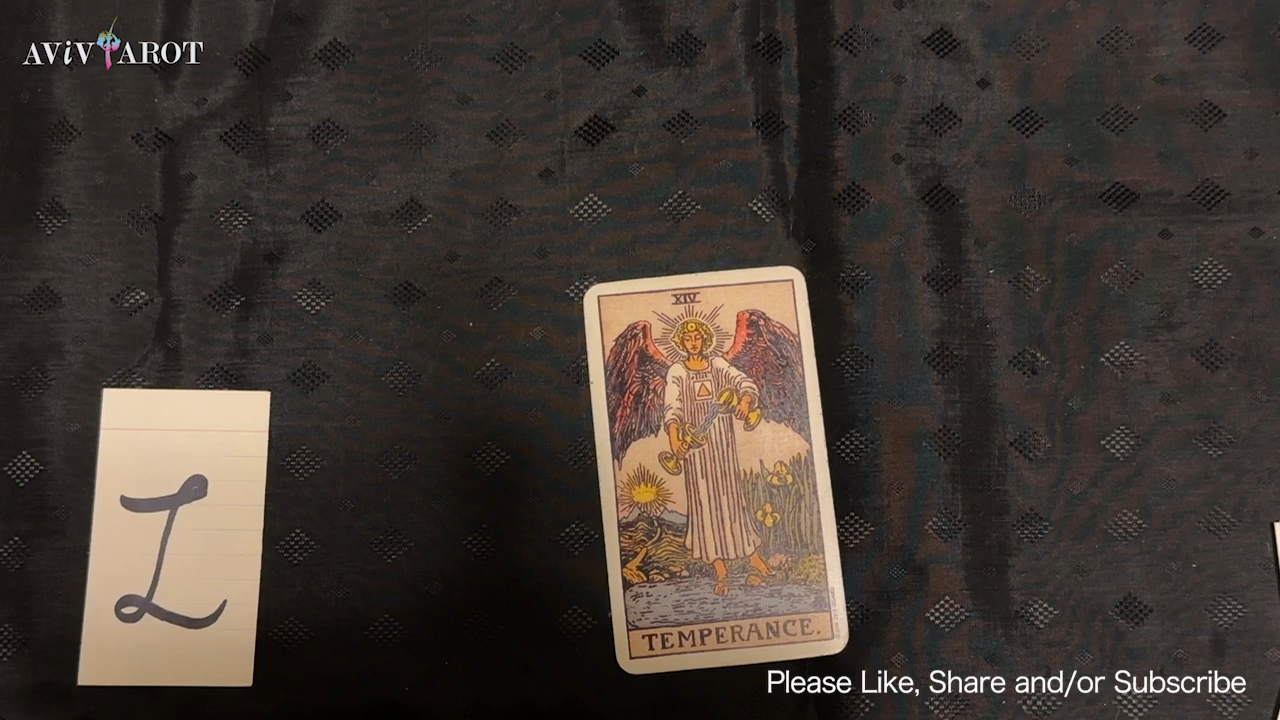 AViVTAROT
XIV
L
TEMPERANCE.
Please Like, Share and/or Subscribe